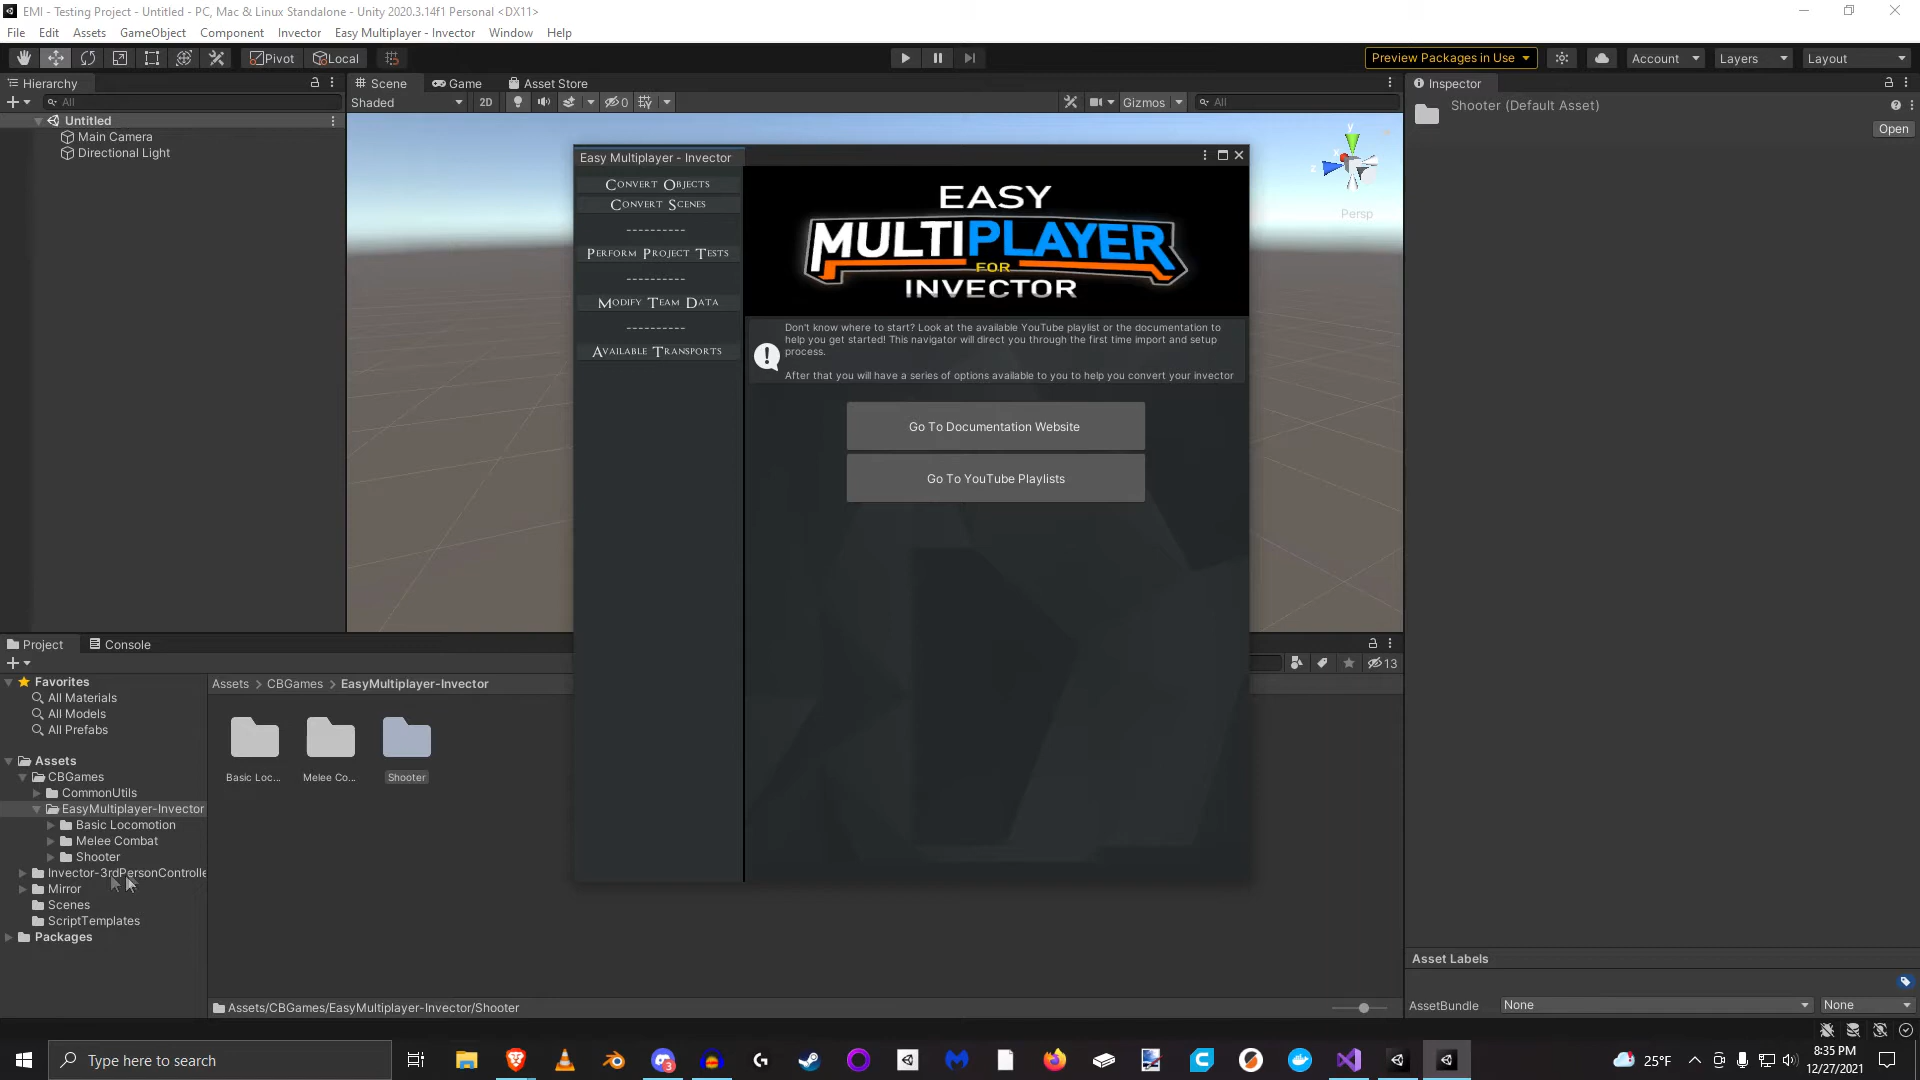 EMI - Testing Project - Untitled - PC, Mac & Linux Standalone - Unity 2020.3.14f1 Personal <DX11>
File Edit Assets GameObject Component Invector Easy Multiplayer - Invector Window Help
Pivot Local Preview Packages in Use Account Layers Layout
Hierarchy Scene Game Asset Store Inspector
All Shaded 2D 0 Gizmos All Shooter (Default Asset)
Open
Untitled
Main Camera
Directional Light
y
x
z
Persp
Easy Multiplayer - Invector
Convert Objects
Convert Scenes
----------
Perform Project Tests
----------
Modify Team Data
----------
Available Transports
EASY
MULTIPLAYER
FOR
INVECTOR
Don't know where to start? Look at the available YouTube playlist or the documentation to
help you get started! This navigator will direct you through the first time import and setup
process.
After that you will have a series of options available to you to help you convert your invector
Go To Documentation Website
Go To YouTube Playlists
Project Console
13
Favorites
All Materials
All Models
All Prefabs
Assets
CBGames
CommonUtils
EasyMultiplayer-Invector
Basic Locomotion
Melee Combat
Shooter
Invector-3rdPersonControlle
Mirror
Scenes
ScriptTemplates
Packages
Assets > CBGames > EasyMultiplayer-Invector
Basic Loc... Melee Co... Shooter
Assets/CBGames/EasyMultiplayer-Invector/Shooter
Asset Labels
AssetBundle None None
Type here to search
3
25°F
8:35 PM
12/27/2021